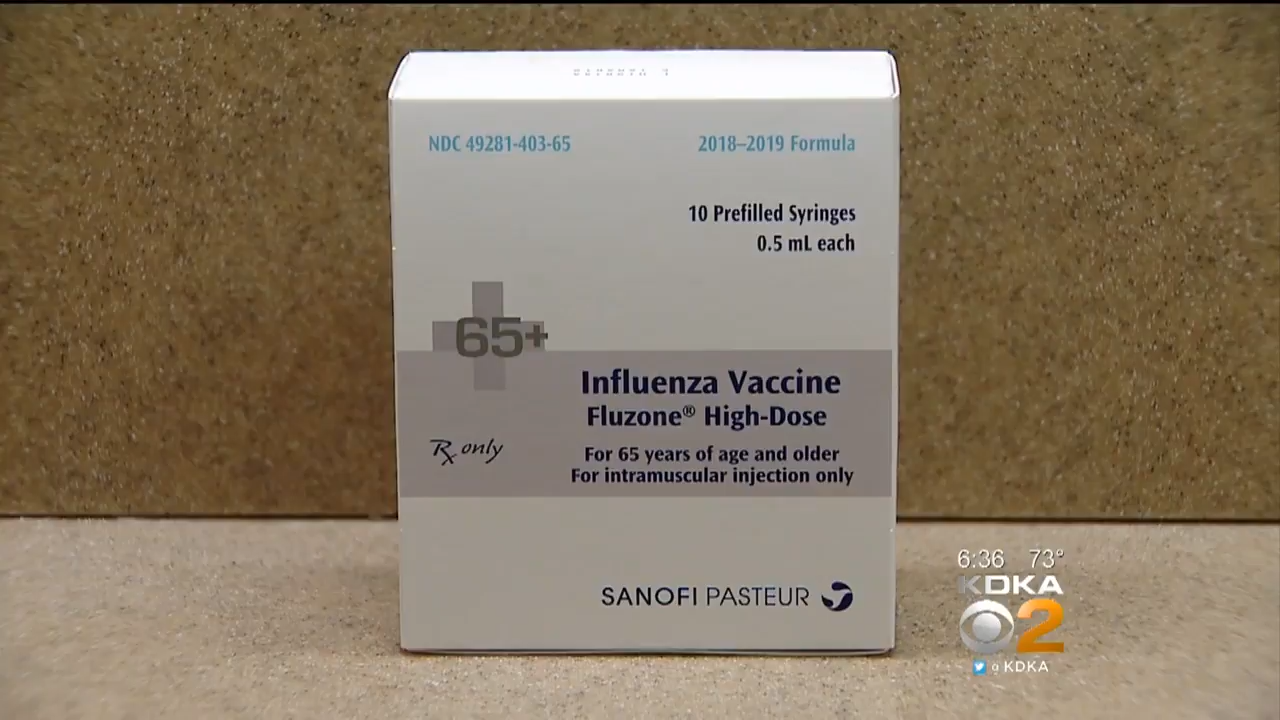 NDC 49281-403-65
2018–2019 Formula
10 Prefilled Syringes
0.5 mL each
65+
Influenza Vaccine
Fluzone® High-Dose
Rx only
For 65 years of age and older
For intramuscular injection only
SANOFI PASTEUR
6:36 73°
KDKA
2
@KDKA